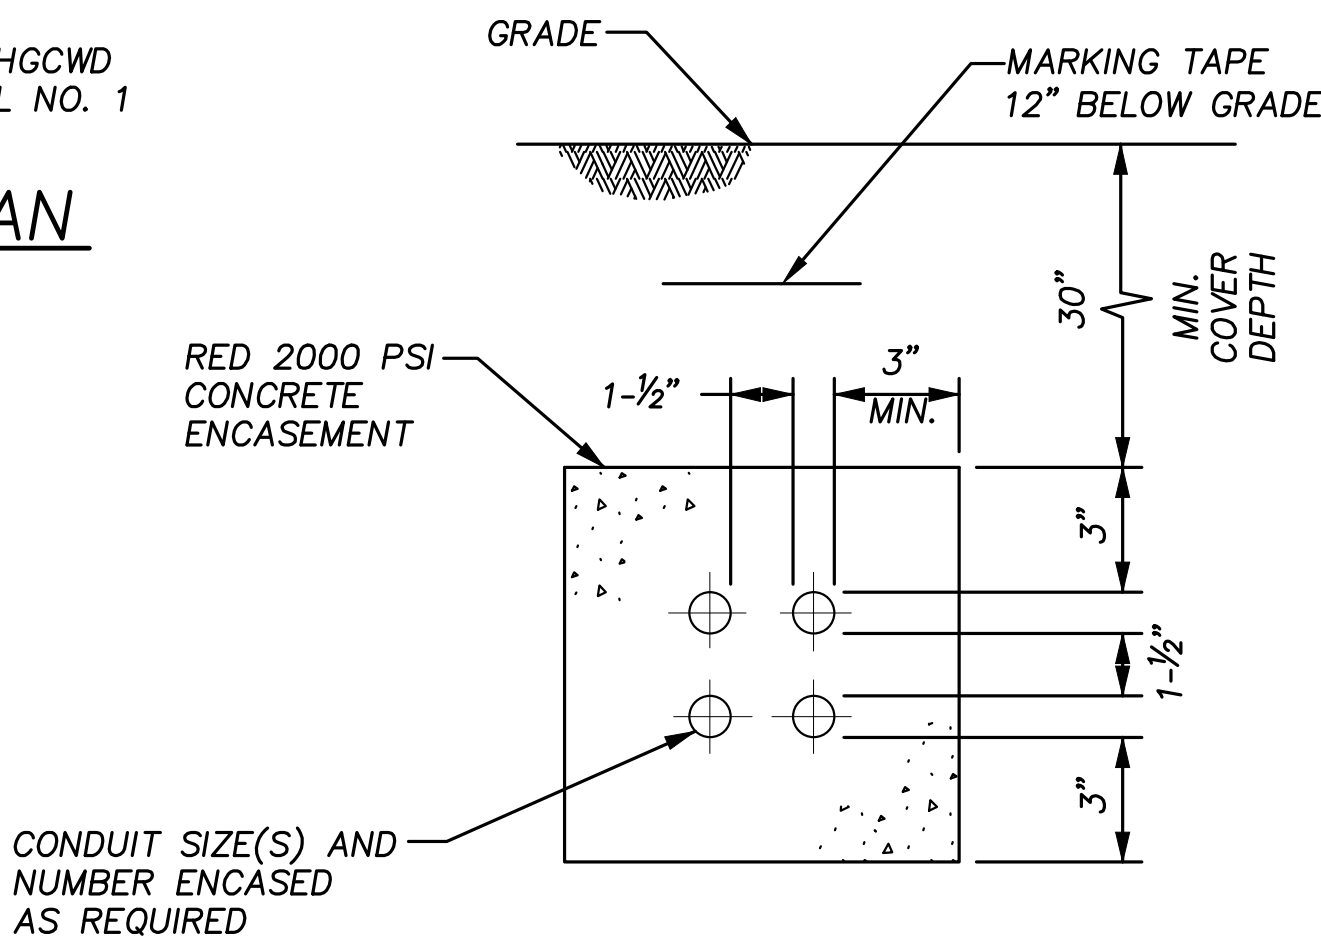 HGCWD
NO. 1
GRADE
MARKING TAPE
12” BELOW GRADE
30”
MIN.
COVER
DEPTH
RED 2000 PSI
CONCRETE
ENCASEMENT
1-½”
3”
MIN.
3”
1-½”
3”
CONDUIT SIZE(S) AND
NUMBER ENCASED
AS REQUIRED